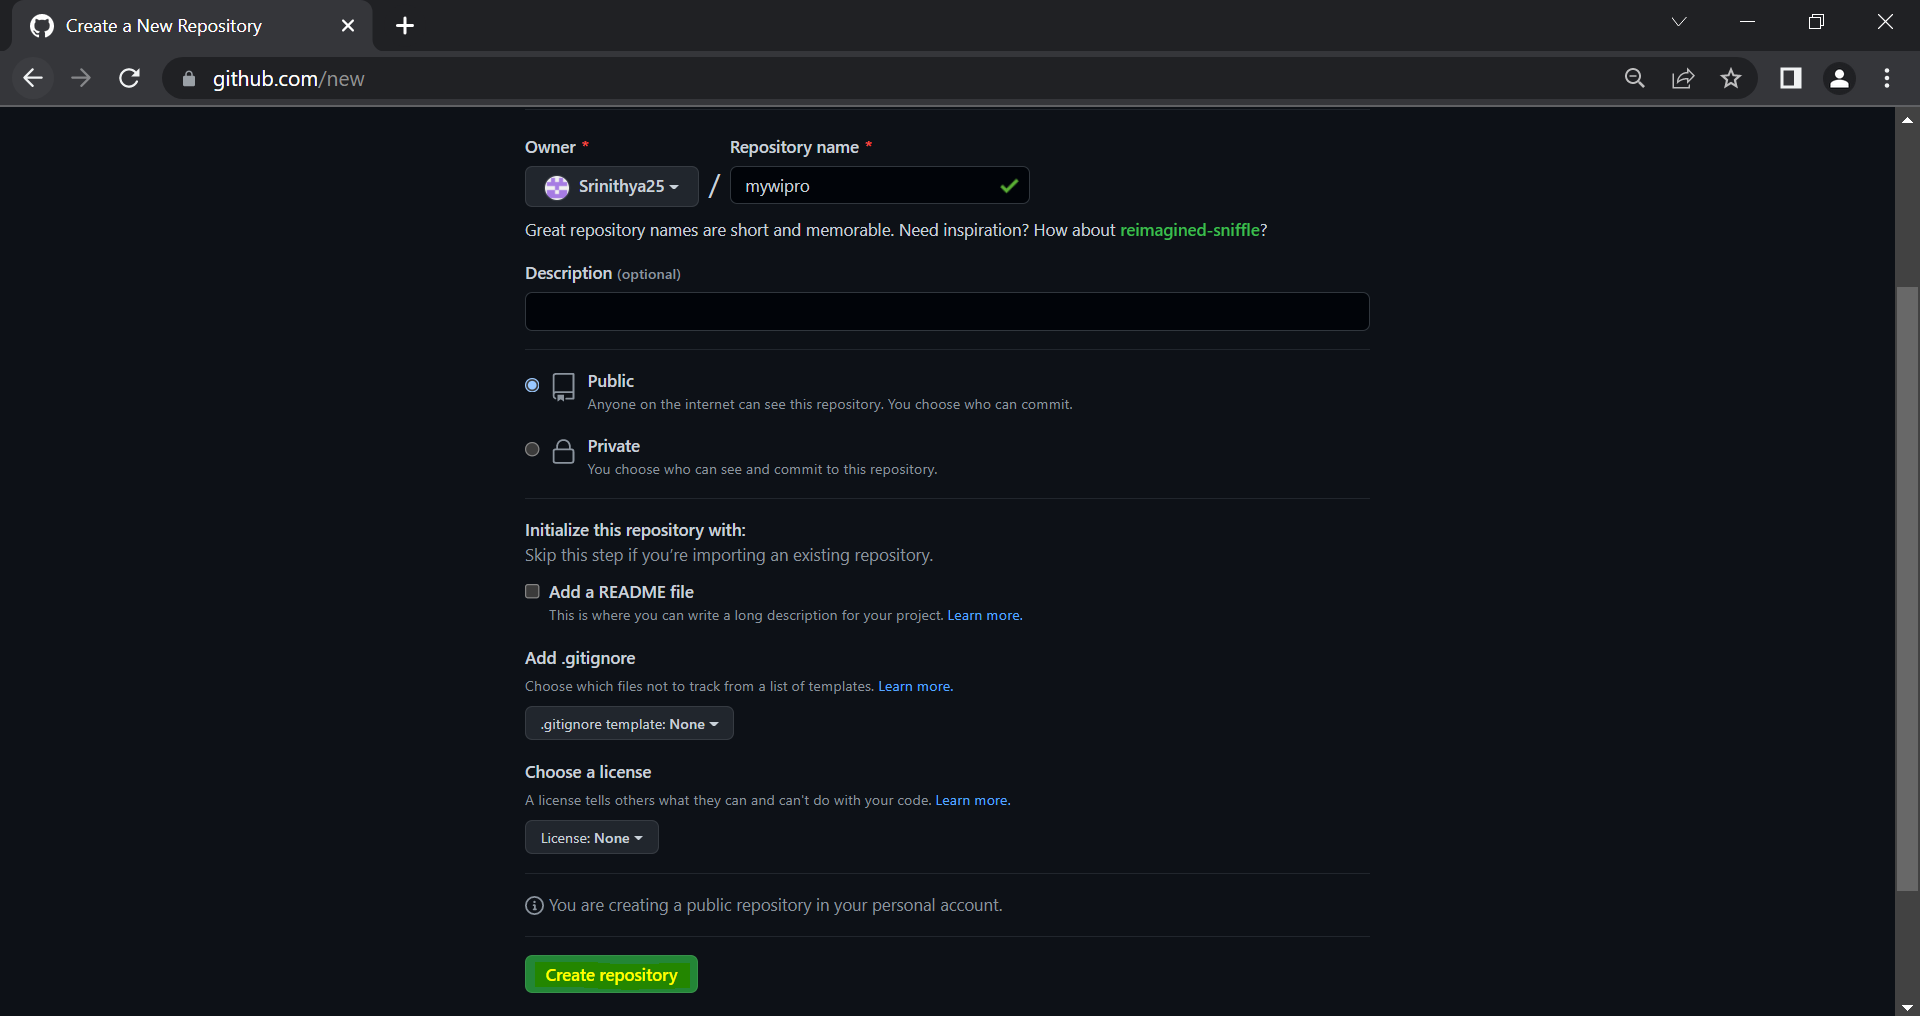 Create a New Repository
github.com/new
Owner * Repository name *
Srinithya25 / mywipro
Great repository names are short and memorable. Need inspiration? How about reimagined-sniffle?
Description (optional)
Public
Anyone on the internet can see this repository. You choose who can commit.
Private
You choose who can see and commit to this repository.
Initialize this repository with:
Skip this step if you’re importing an existing repository.
Add a README file
This is where you can write a long description for your project. Learn more.
Add .gitignore
Choose which files not to track from a list of templates. Learn more.
.gitignore template: None
Choose a license
A license tells others what they can and can't do with your code. Learn more.
License: None
You are creating a public repository in your personal account.
Create repository